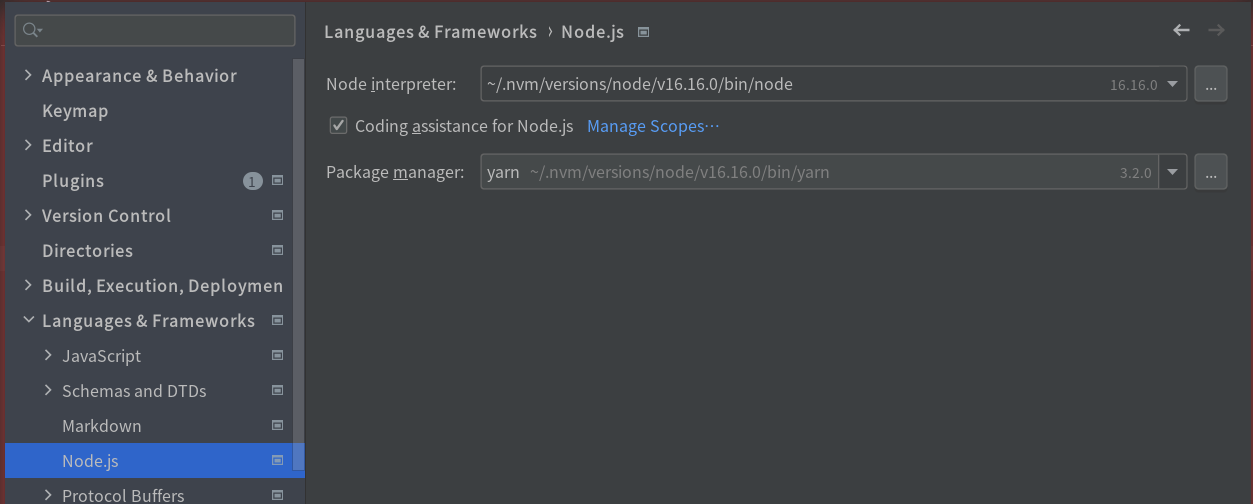 Appearance & Behavior
Keymap
Editor
Plugins 1
Version Control
Directories
Build, Execution, Deploymen
Languages & Frameworks
JavaScript
Schemas and DTDs
Markdown
Node.js
Protocol Buffers
Languages & Frameworks › Node.js
Node interpreter: ~/.nvm/versions/node/v16.16.0/bin/node 16.16.0 ...
Coding assistance for Node.js Manage Scopes···
Package manager: yarn ~/.nvm/versions/node/v16.16.0/bin/yarn 3.2.0 ...